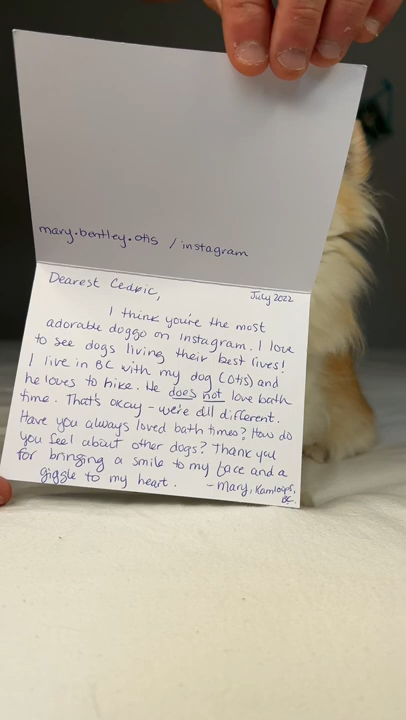 mary.bentley.otis / instagram
Dearest Cedric,
July 2022
I think you're the most
adorable doggo on Instagram. I love
to see dogs living their best lives!
I live in BC with my dog (Otis) and
he loves to hike. He does not love bath
time. That's okay - we're all different.
Have you always loved bath times? How do
you feel about other dogs? Thank you
for bringing a smile to my face and a
giggle to my heart.
- Mary, Kamloops,
BC